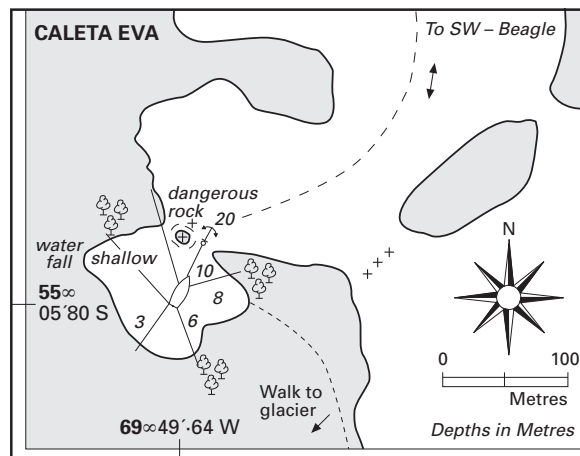 CALETA EVA
To SW – Beagle
dangerous
rock
20
water
fall
shallow
10
8
55∞
05´80 S
3
6
N
0
100
Metres
Walk to
glacier
69∞49´·64 W
Depths in Metres